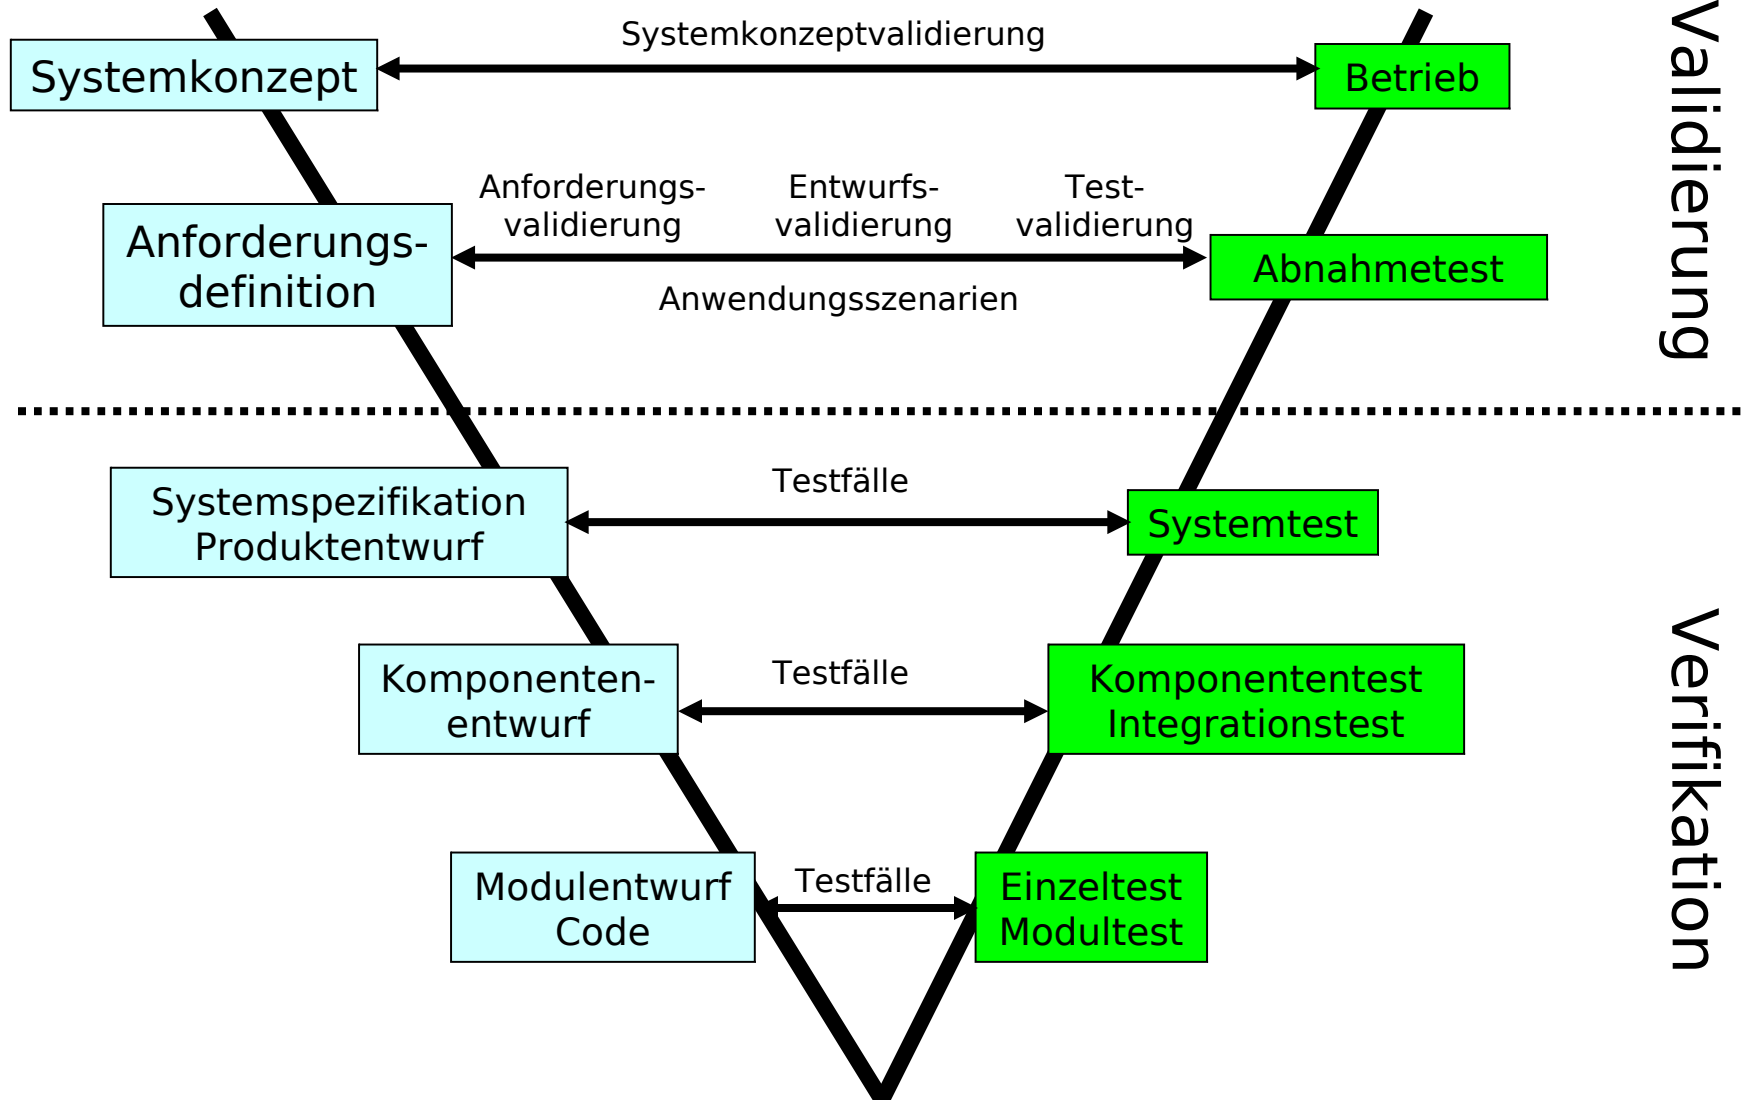 Systemkonzept
Systemkonzeptvalidierung
Betrieb
Validierung
Anforderungs-
definition
Anforderungs-
validierung
Entwurfs-
validierung
Test-
validierung
Anwendungsszenarien
Abnahmetest
Systemspezifikation
Produktentwurf
Testfälle
Systemtest
Verifikation
Komponenten-
entwurf
Testfälle
Komponententest
Integrationstest
Modulentwurf
Code
Testfälle
Einzeltest
Modultest